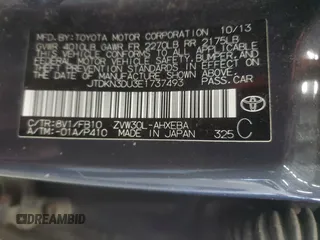 MFD.BY:TOYOTA MOTOR CORPORATION 10/13
GVWR 4010LB GAWR FR 2270LB RR 2175LB
THIS VEHICLE CONFORMS TO ALL APPLICABLE
FEDERAL MOTOR VEHICLE SAFETY, BUMPER, AND
THEFT PREVENTION STANDARDS IN EFFECT ON
THE DATE OF MANUFACTURE SHOWN ABOVE.
JTDKN3DU3E1737493 PASS.CAR
C/TR:8V1/FB10 ZVW30L-AHXEBA
A/TM:-01A/P410 MADE IN JAPAN 325 C
DREAMBID